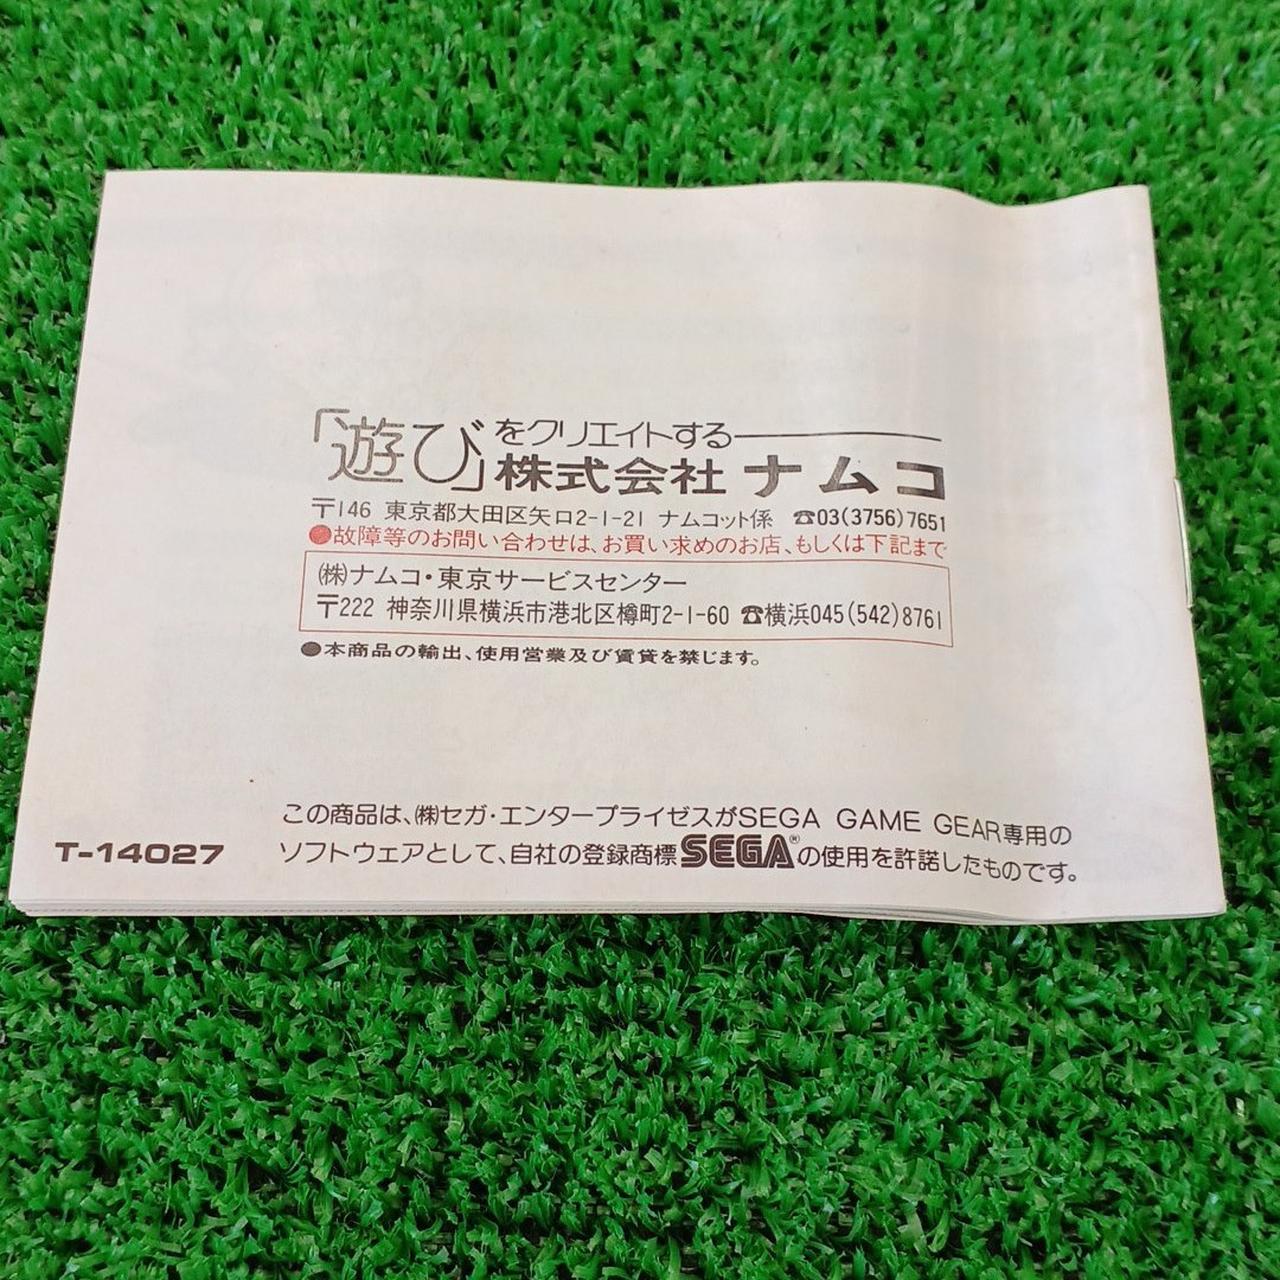 「遊び」をクリエイトする
株式会社ナムコ
〒146 東京都大田区矢口2-1-21 ナムコット係 ☎03(3756)7651
●故障等のお問い合わせは、お買い求めのお店、もしくは下記まで
㈱ナムコ・東京サービスセンター
〒222 神奈川県横浜市港北区樽町2-1-60 ☎横浜045(542)8761
●本商品の輸出、使用営業及び賃貸を禁じます。
この商品は、㈱セガ・エンタープライゼスがSEGA GAME GEAR専用の
ソフトウェアとして、自社の登録商標SEGA®の使用を許諾したものです。
T-14027